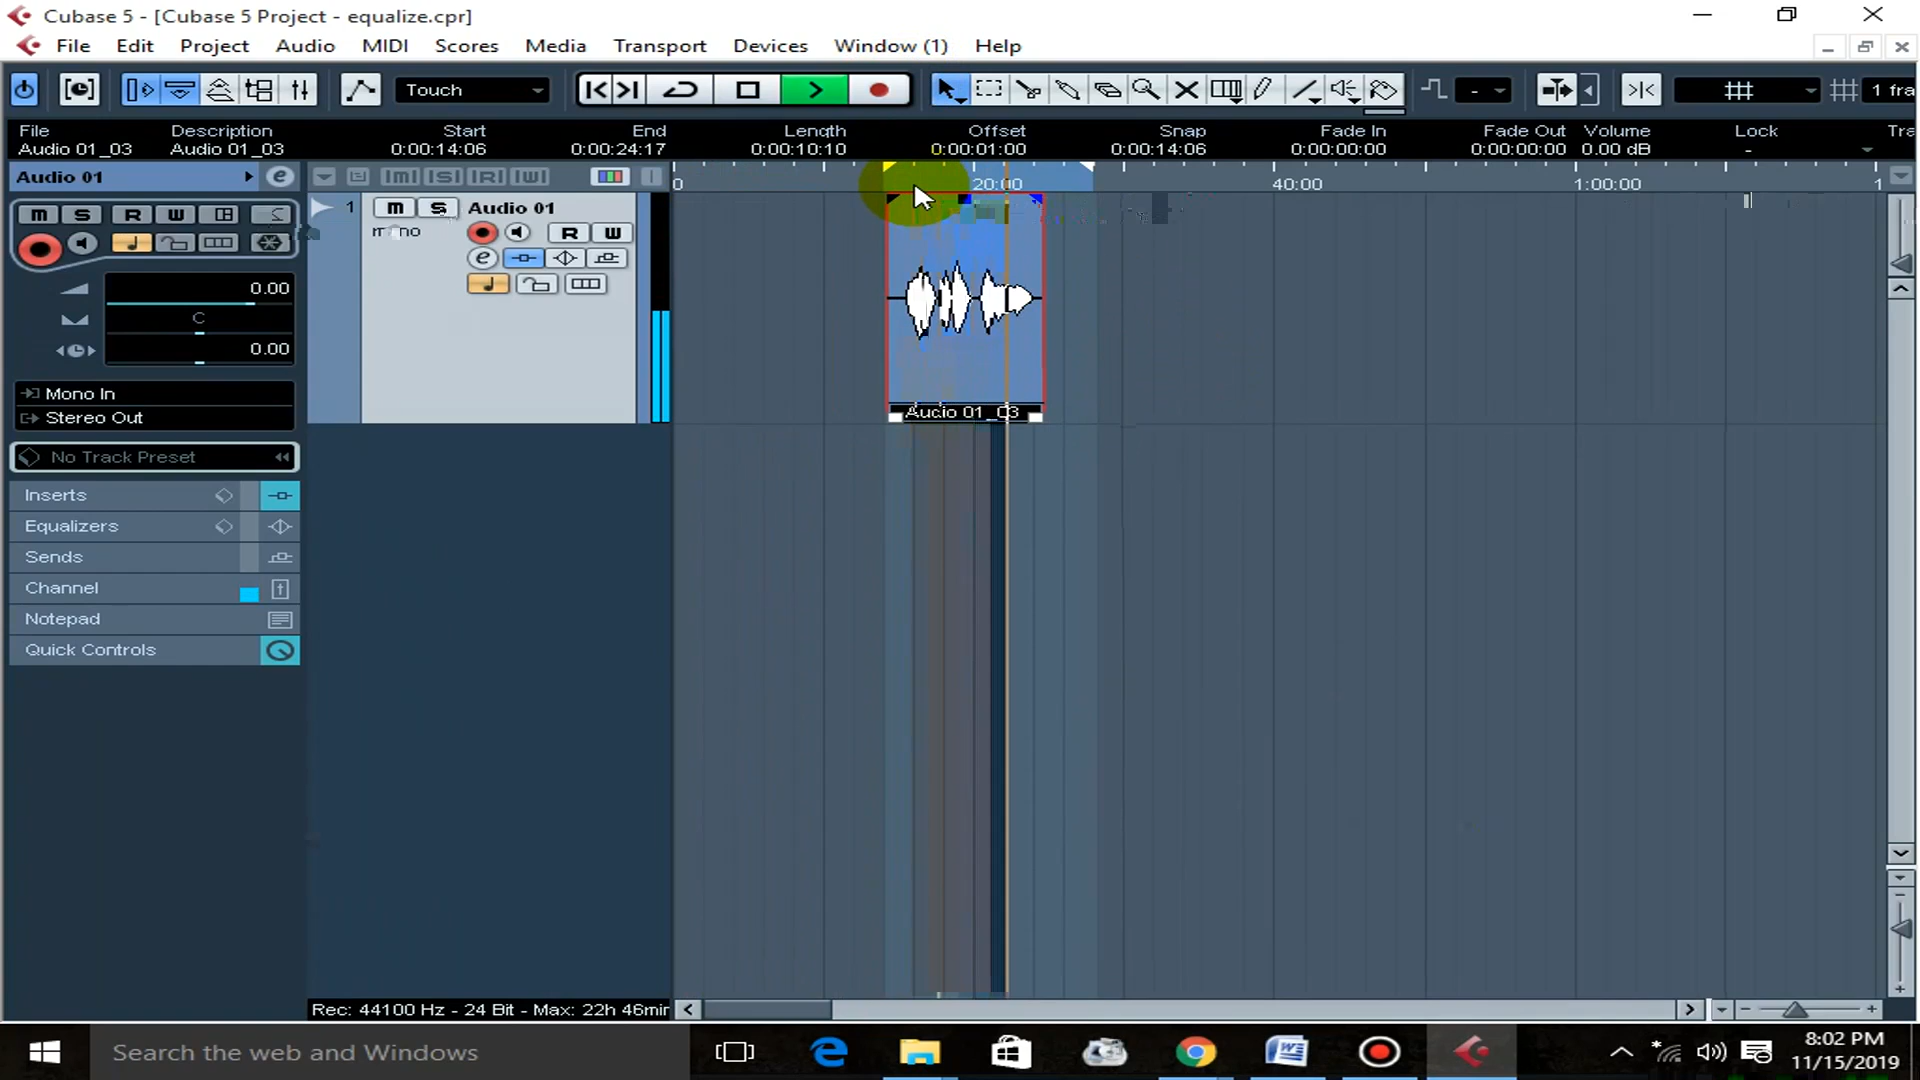 Cubase 5 - [Cubase 5 Project - equalize.cpr]
File Edit Project Audio MIDI Scores Media Transport Devices Window (1) Help
Touch
-
1 fra
File Description Start End Length Offset Snap Fade In Fade Out Volume Lock Tra
Audio 01_03 Audio 01_03 0:00:14:06 0:00:24:17 0:00:10:10 0:00:01:00 0:00:14:06 0:00:00:00 0:00:00:00 0.00 dB -
Audio 01 e
M S R W
0 20:00 40:00 1:00:00 1
1 m S Audio 01
mono
R W
e
0.00
C
0.00
Mono In
Stereo Out
Audio 01_03
No Track Preset
Inserts
Equalizers
Sends
Channel
Notepad
Quick Controls
Rec: 44100 Hz - 24 Bit - Max: 22h 46mir
Search the web and Windows
8:02 PM
11/15/2019